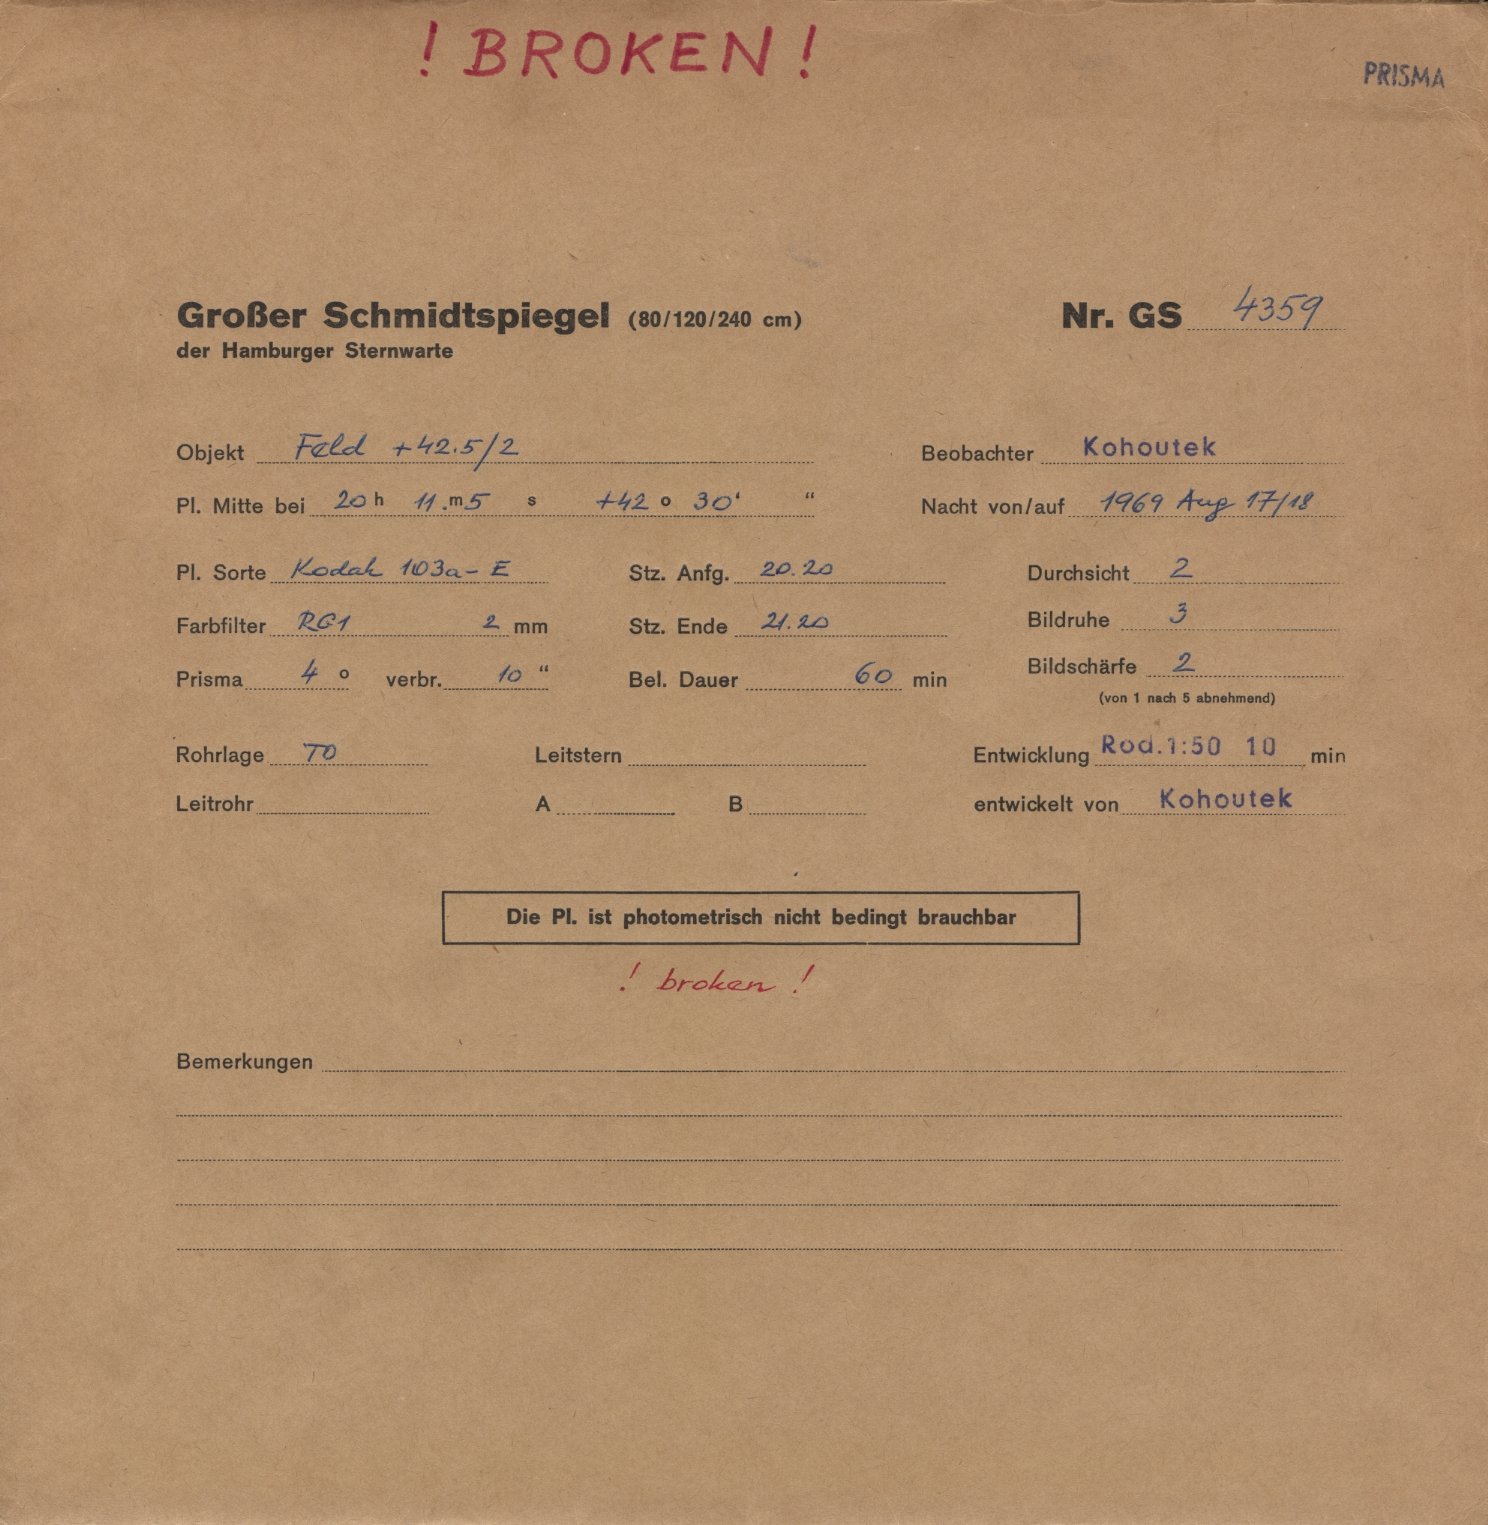 ! BROKEN !
PRISMA
Großer Schmidtspiegel (80/120/240 cm) Nr. GS 4359
der Hamburger Sternwarte
Objekt Feld +42.5/2 Beobachter Kohoutek
Pl. Mitte bei 20 h 11.m5 s +42 o 30' “ Nacht von/auf 1969 Aug 17/18
Pl. Sorte Kodak 103a-E Stz. Anfg. 20.20 Durchsicht 2
Farbfilter RG1 2 mm Stz. Ende 21.20 Bildruhe 3
Prisma 4 o verbr. 10 “ Bel. Dauer 60 min Bildschärfe 2
(von 1 nach 5 abnehmend)
Rohrlage TO Leitstern Entwicklung Rod.1:50 10 min
Leitrohr A B entwickelt von Kohoutek
Die Pl. ist photometrisch nicht bedingt brauchbar
! broken !
Bemerkungen